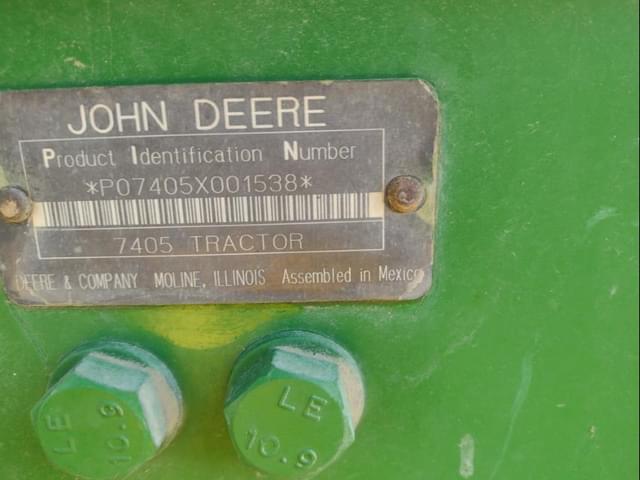 JOHN DEERE
Product Identification Number
*P07405X001538*
7405 TRACTOR
DEERE & COMPANY MOLINE, ILLINOIS Assembled in Mexico
LE
10.9
LE
10.9